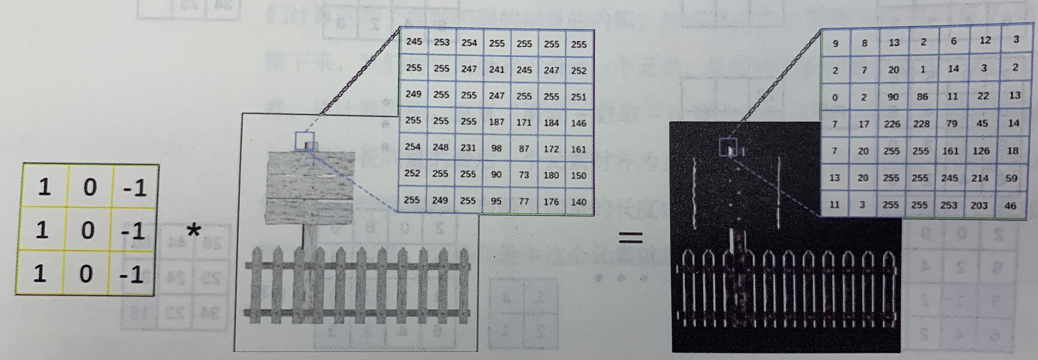 1 0 -1
1 0 -1
1 0 -1
*
245 253 254 255 255 255 255
255 255 247 241 245 247 252
249 255 255 247 255 255 251
255 255 255 187 171 184 146
254 248 231 98 87 172 161
252 255 255 90 73 180 150
255 249 255 95 77 176 140
=
9 8 13 2 6 12 3
2 7 20 1 14 3 2
0 2 90 86 11 22 13
7 17 226 228 79 45 14
7 20 255 255 161 126 18
13 20 255 255 245 214 59
11 3 255 255 253 203 46